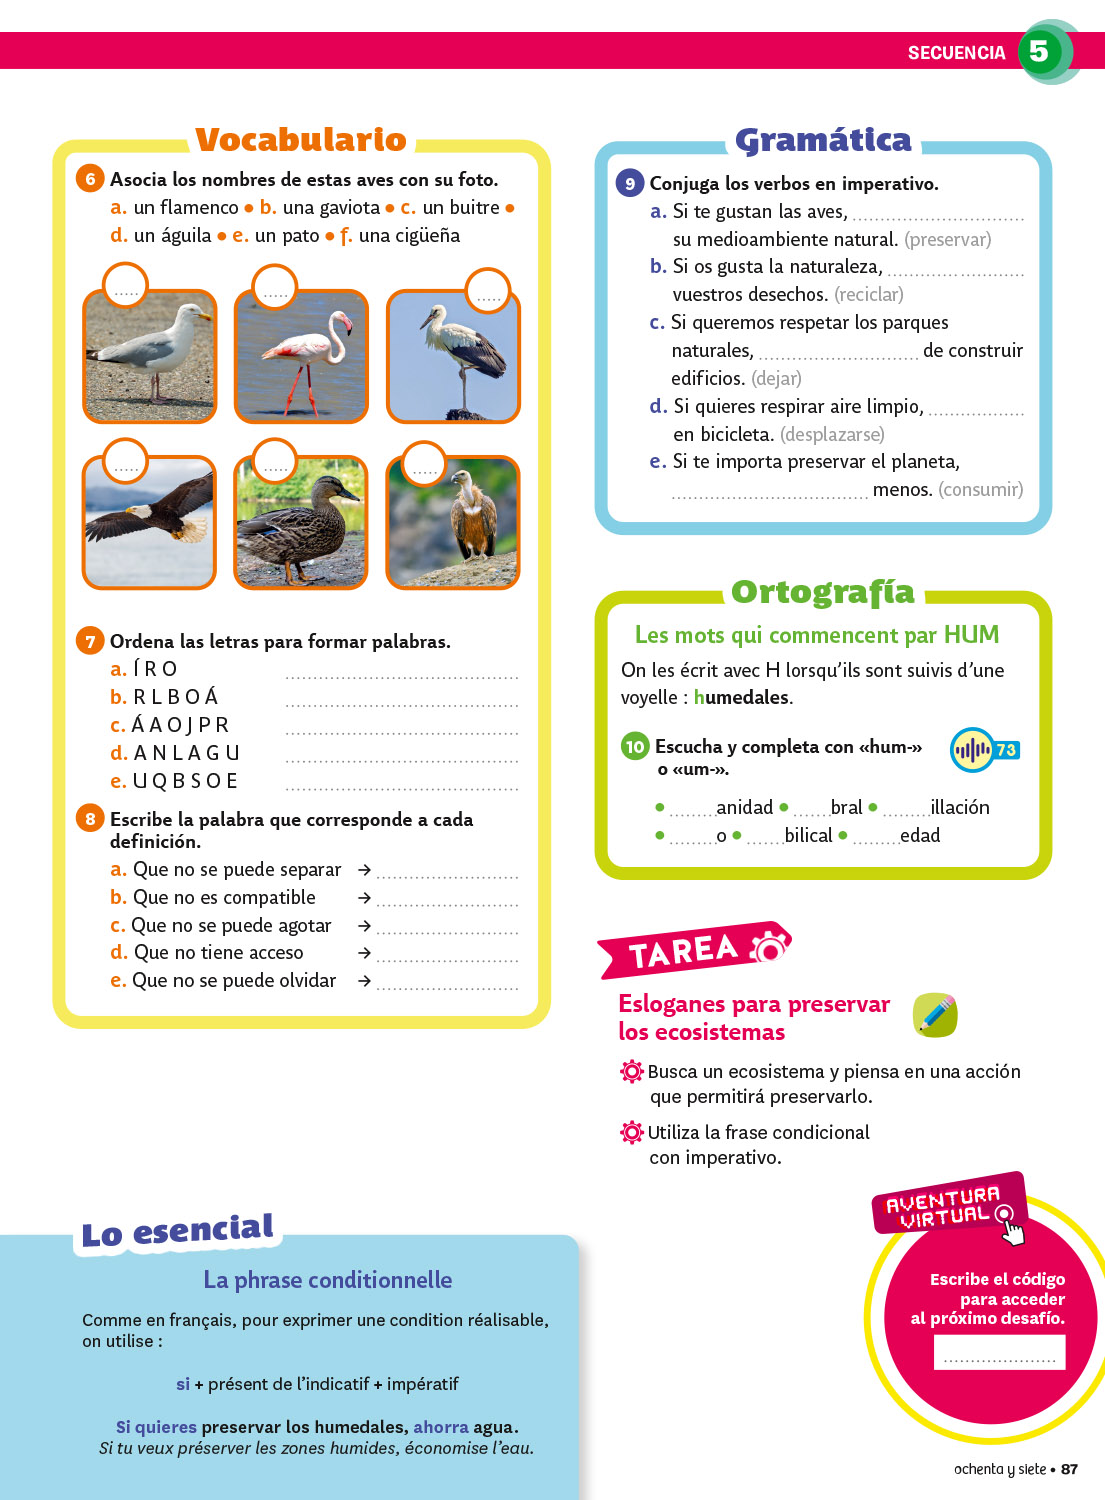 SECUENCIA 5
Vocabulario
6 Asocia los nombres de estas aves con su foto.
a. un flamenco • b. una gaviota • c. un buitre •
d. un águila • e. un pato • f. una cigüeña
..... ..... .....
..... ..... .....
7 Ordena las letras para formar palabras.
a. Í R O ..........................................
b. R L B O Á ..........................................
c. Á A O J P R ..........................................
d. A N L A G U ..........................................
e. U Q B S O E ..........................................
8 Escribe la palabra que corresponde a cada
definición.
a. Que no se puede separar → ..........................
b. Que no es compatible → ..........................
c. Que no se puede agotar → ..........................
d. Que no tiene acceso → ..........................
e. Que no se puede olvidar → ..........................
Gramática
9 Conjuga los verbos en imperativo.
a. Si te gustan las aves, ...............................
su medioambiente natural. (preservar)
b. Si os gusta la naturaleza, .........................
vuestros desechos. (reciclar)
c. Si queremos respetar los parques
naturales, ............................. de construir
edificios. (dejar)
d. Si quieres respirar aire limpio, .................
en bicicleta. (desplazarse)
e. Si te importa preservar el planeta,
.................................... menos. (consumir)
Ortografía
Les mots qui commencent par HUM
On les écrit avec H lorsqu’ils sont suivis d’une
voyelle : humedales.
10 Escucha y completa con «hum-»
o «um-».
73
• .........anidad • .......bral • .........illación
• .........o • .......bilical • .........edad
TAREA
Esloganes para preservar
los ecosistemas
Busca un ecosistema y piensa en una acción
que permitirá preservarlo.
Utiliza la frase condicional
con imperativo.
Lo esencial
La phrase conditionnelle
Comme en français, pour exprimer une condition réalisable,
on utilise :
si + présent de l’indicatif + impératif
Si quieres preservar los humedales, ahorra agua.
Si tu veux préserver les zones humides, économise l’eau.
AVENTURA
VIRTUAL
Escribe el código
para acceder
al próximo desafío.
.....................
ochenta y siete • 87